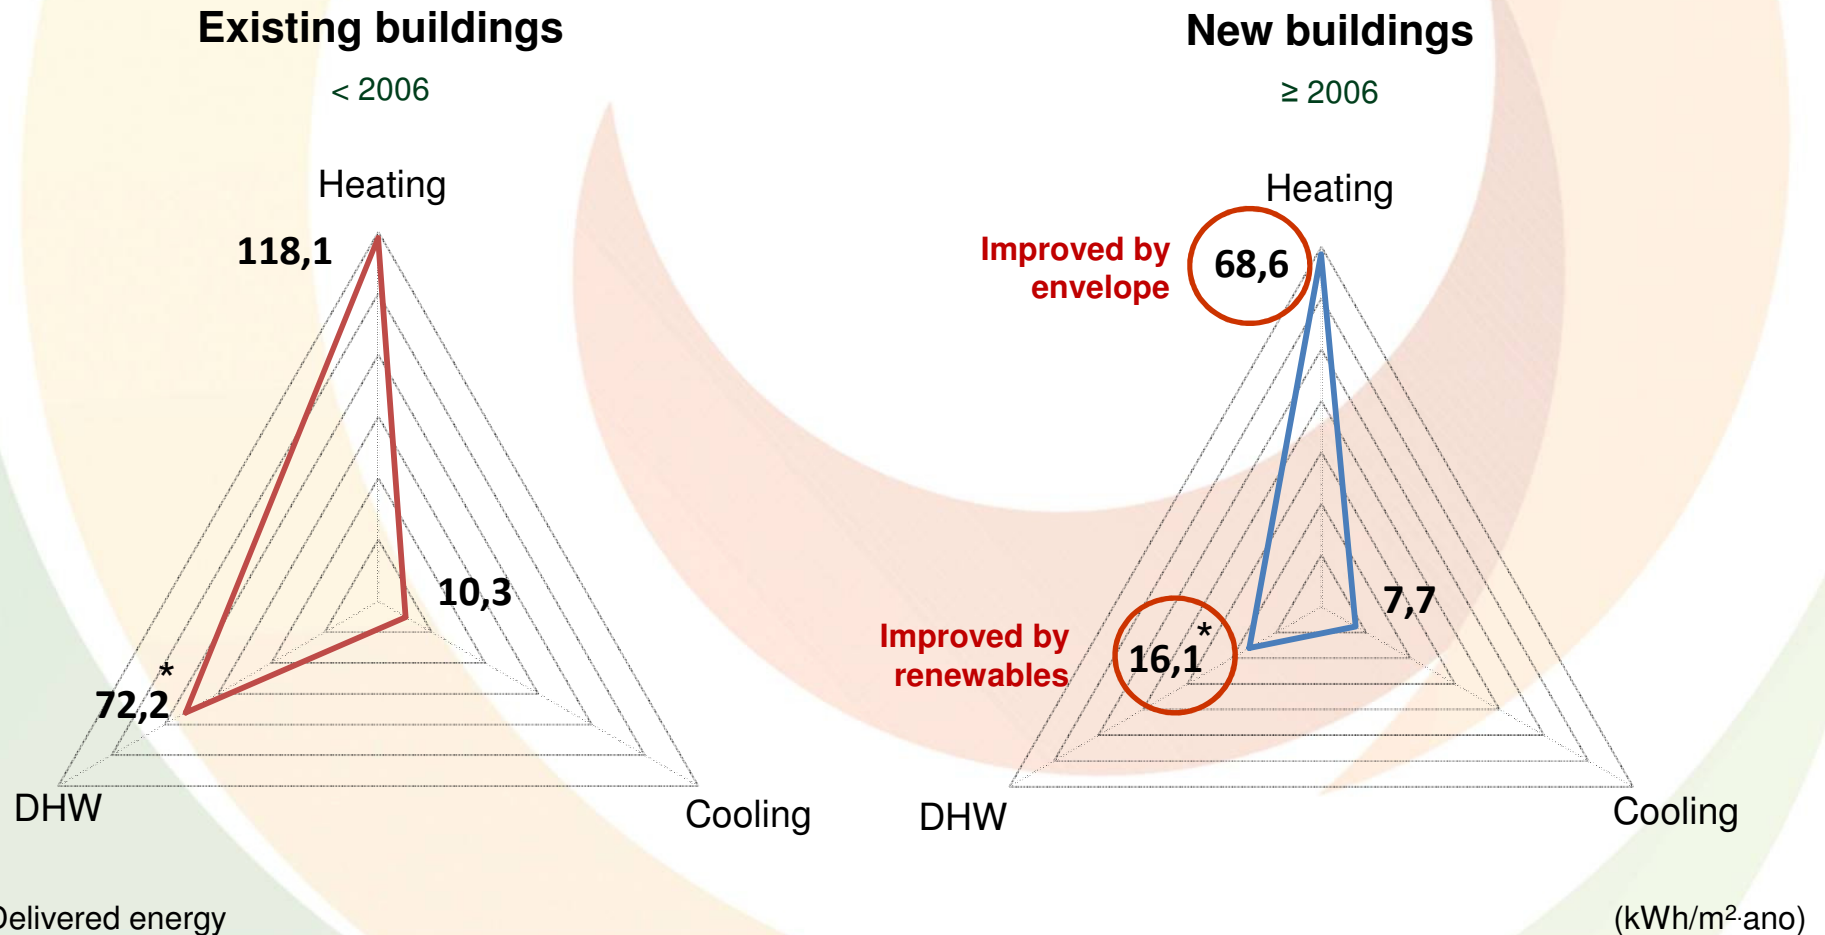 Existing buildings
< 2006
Heating
118,1
10,3
*
72,2
DHW
Cooling
New buildings
≥ 2006
Heating
Improved by
envelope
68,6
7,7
Improved by
renewables
*
16,1
DHW
Cooling
Delivered energy
(kWh/m².ano)